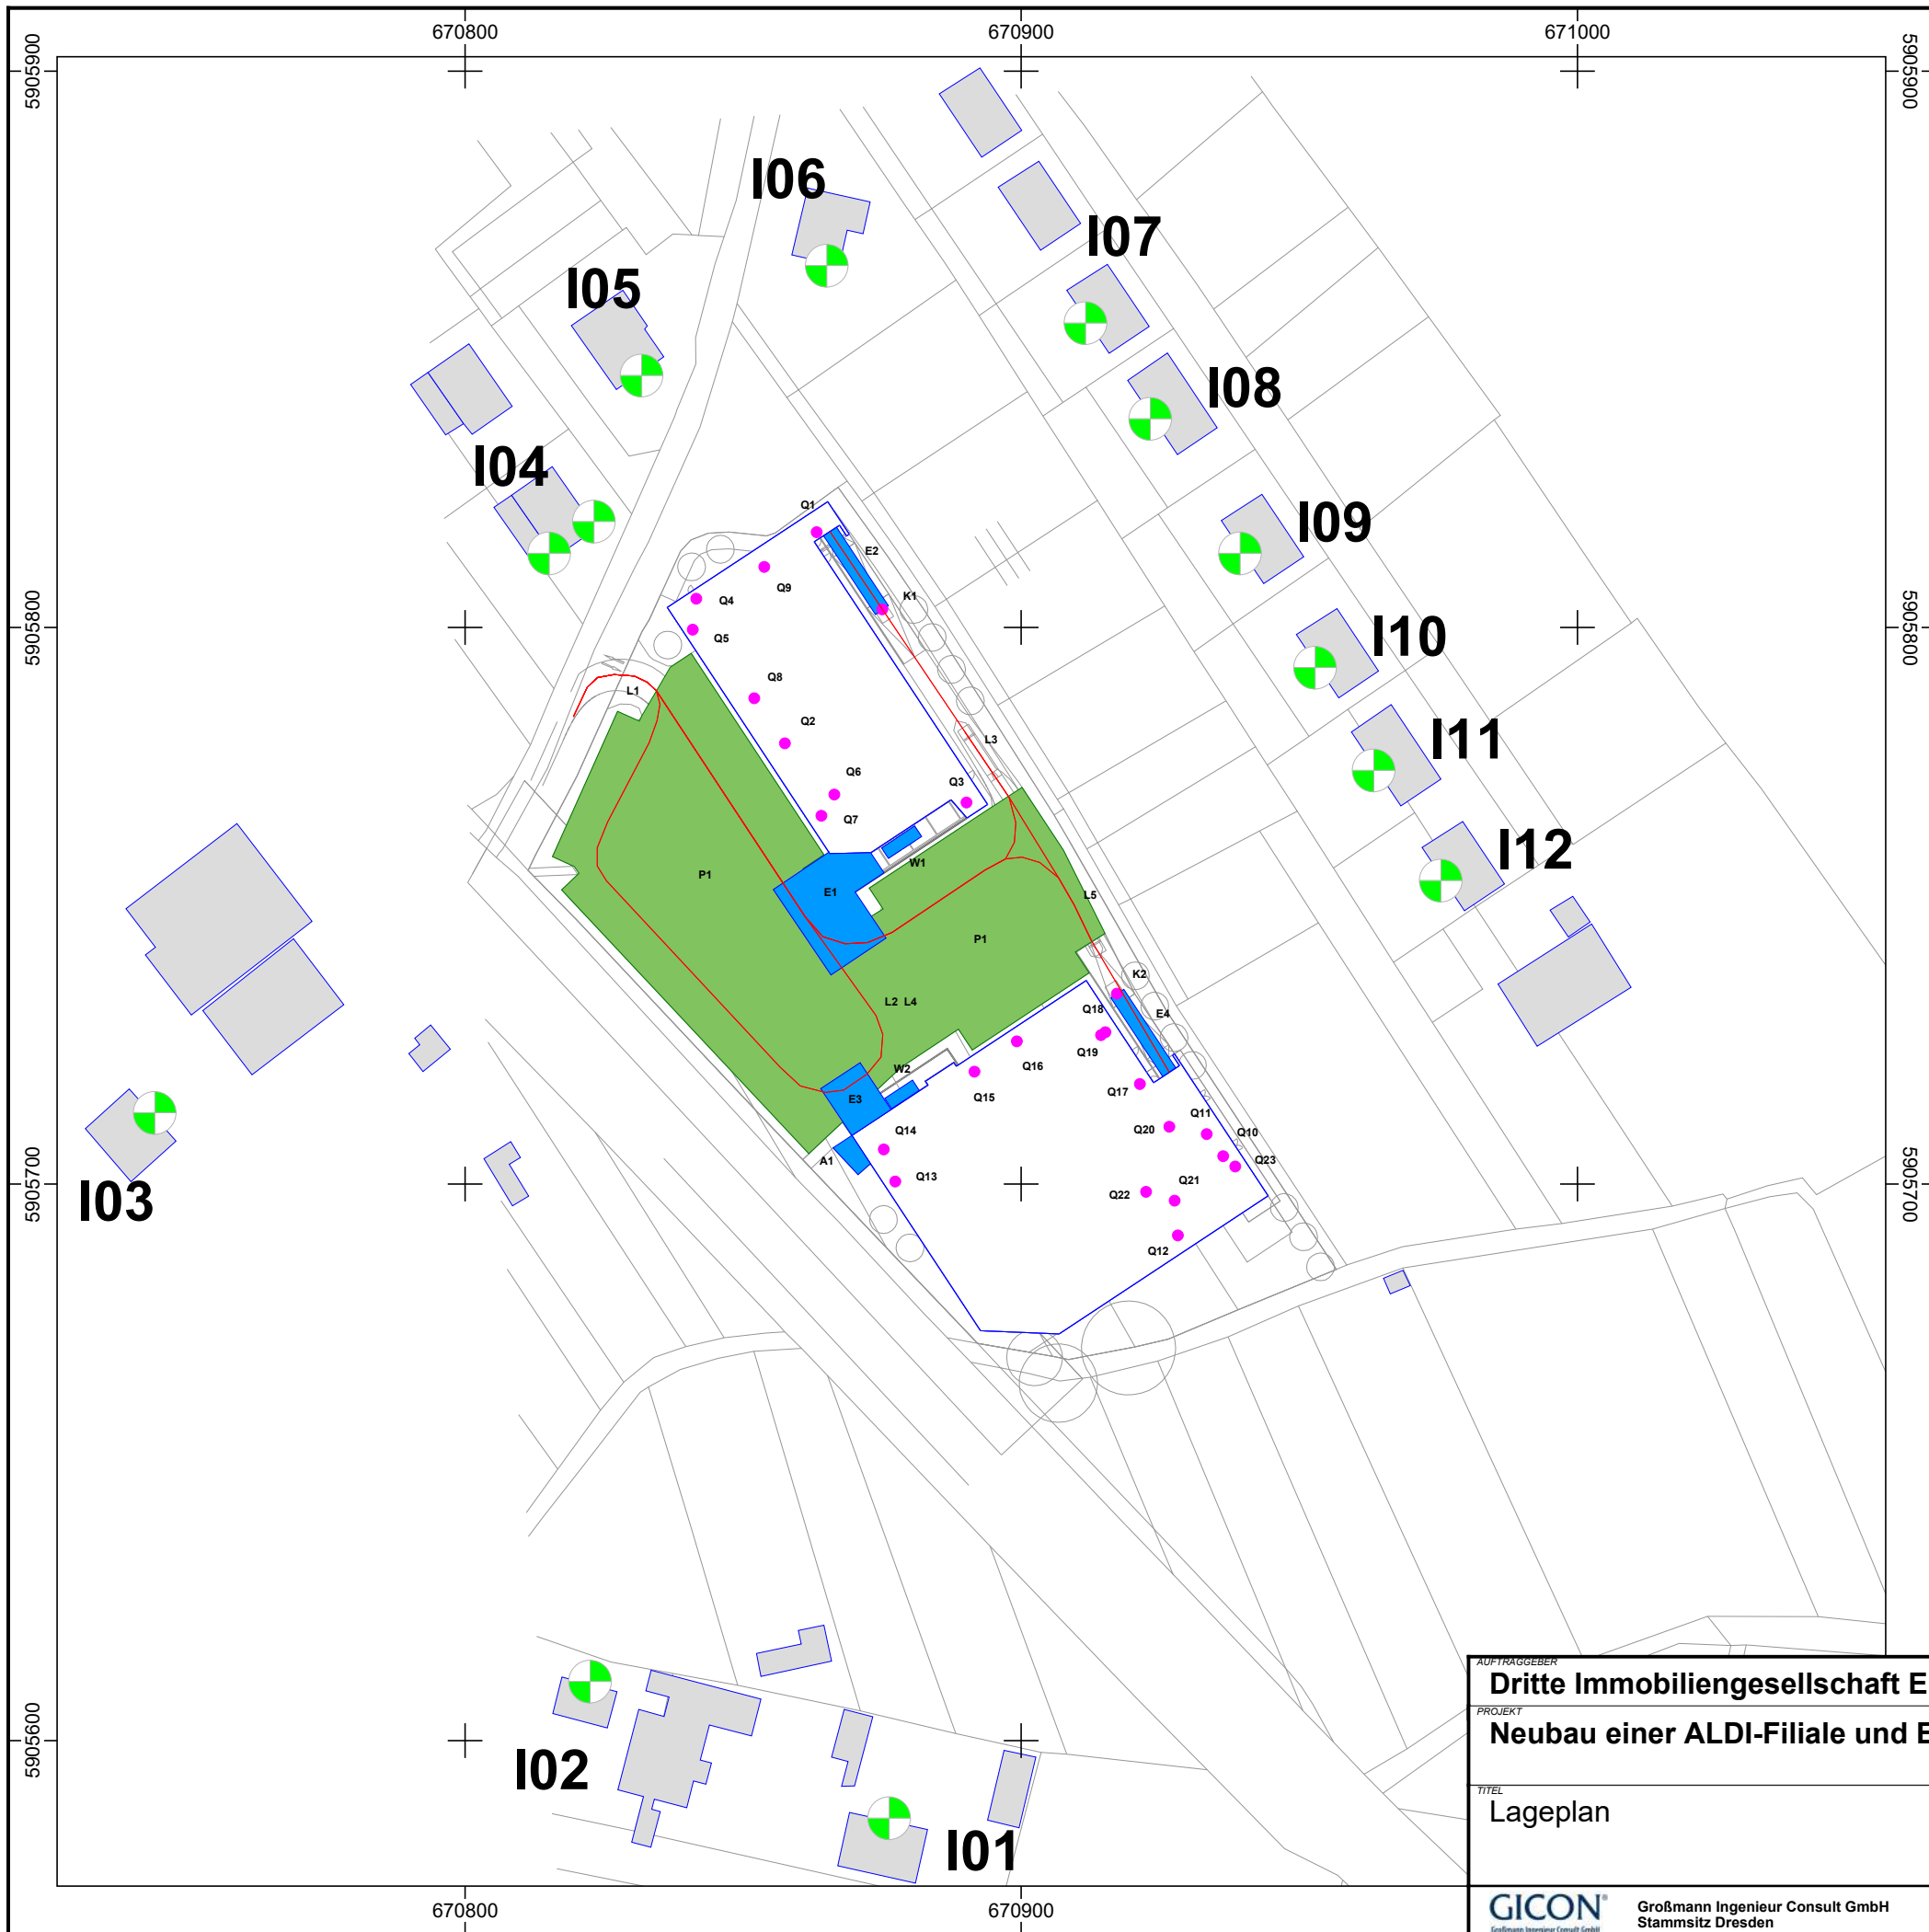 670800
670900
671000
5905900
5905900
I06
I07
I05
I08
I04
I09
Q1
E2
Q9
K1
Q4
Q5
I10
Q8
L1
Q2
L3
I11
Q6
Q3
Q7
W1
I12
P1
E1
L5
P1
K2
L2 L4
Q18
E4
Q19
Q16
W2
Q15
Q17
E3
Q11
Q20
Q10
Q14
A1
Q23
Q13
Q21
Q22
Q12
I03
5905800
5905800
5905700
5905700
5905600
I02
I01
AUFTRAGGEBER
Dritte Immobiliengesellschaft E
PROJEKT
Neubau einer ALDI-Filiale und E
TITEL
Lageplan
GICON®
Großmann Ingenieur Consult GmbH
Großmann Ingenieur Consult GmbH
Stammsitz Dresden
670800
670900